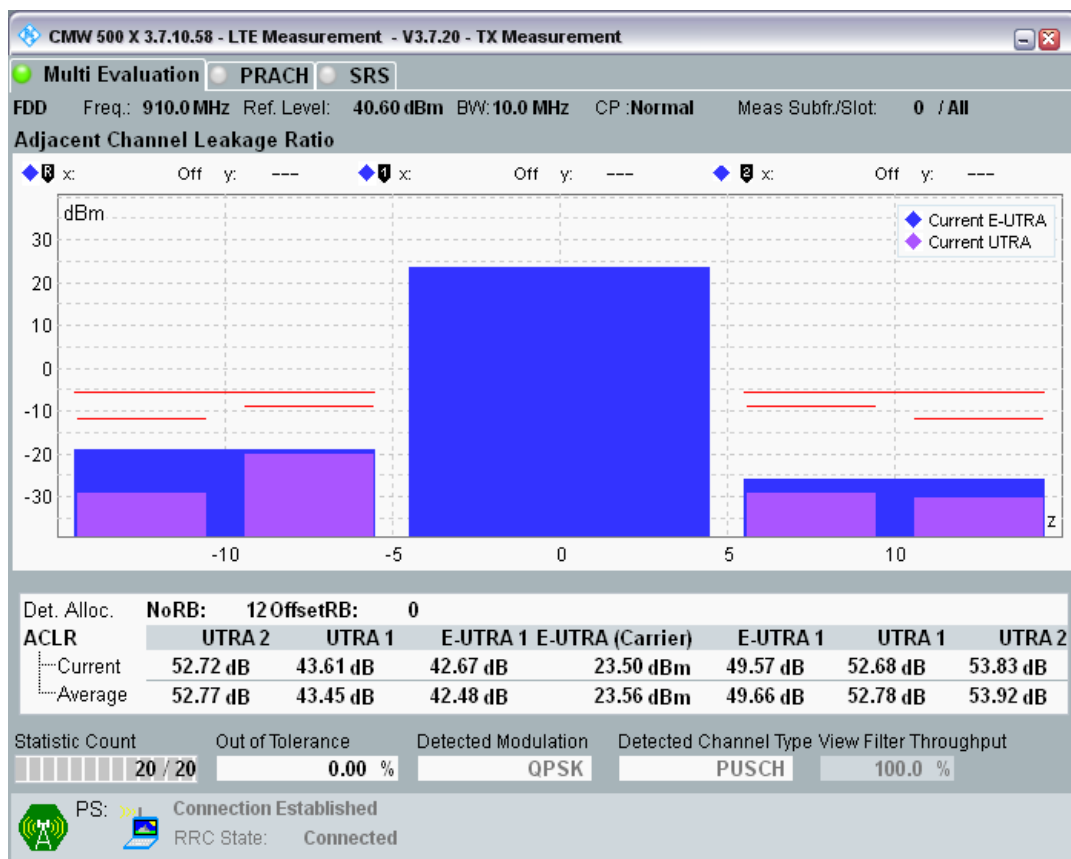 CMW 500 X 3.7.10.58 - LTE Measurement - V3.7.20 - TX Measurement
Multi Evaluation PRACH SRS
FDD Freq.: 910.0 MHz Ref. Level: 40.60 dBm BW: 10.0 MHz CP :Normal Meas Subfr./Slot: 0 / All
Adjacent Channel Leakage Ratio
R x: Off y: --- 1 x: Off y: --- 2 x: Off y: ---
dBm
Current E-UTRA
Current UTRA
30
20
10
0
-10
-20
-30
z
-10 -5 0 5 10
Det. Alloc. NoRB: 12 OffsetRB: 0
ACLR UTRA 2 UTRA 1 E-UTRA 1 E-UTRA (Carrier) E-UTRA 1 UTRA 1 UTRA 2
Current 52.72 dB 43.61 dB 42.67 dB 23.50 dBm 49.57 dB 52.68 dB 53.83 dB
Average 52.77 dB 43.45 dB 42.48 dB 23.56 dBm 49.66 dB 52.78 dB 53.92 dB
Statistic Count Out of Tolerance Detected Modulation Detected Channel Type View Filter Throughput
20 / 20 0.00 % QPSK PUSCH 100.0 %
PS: Connection Established
RRC State: Connected